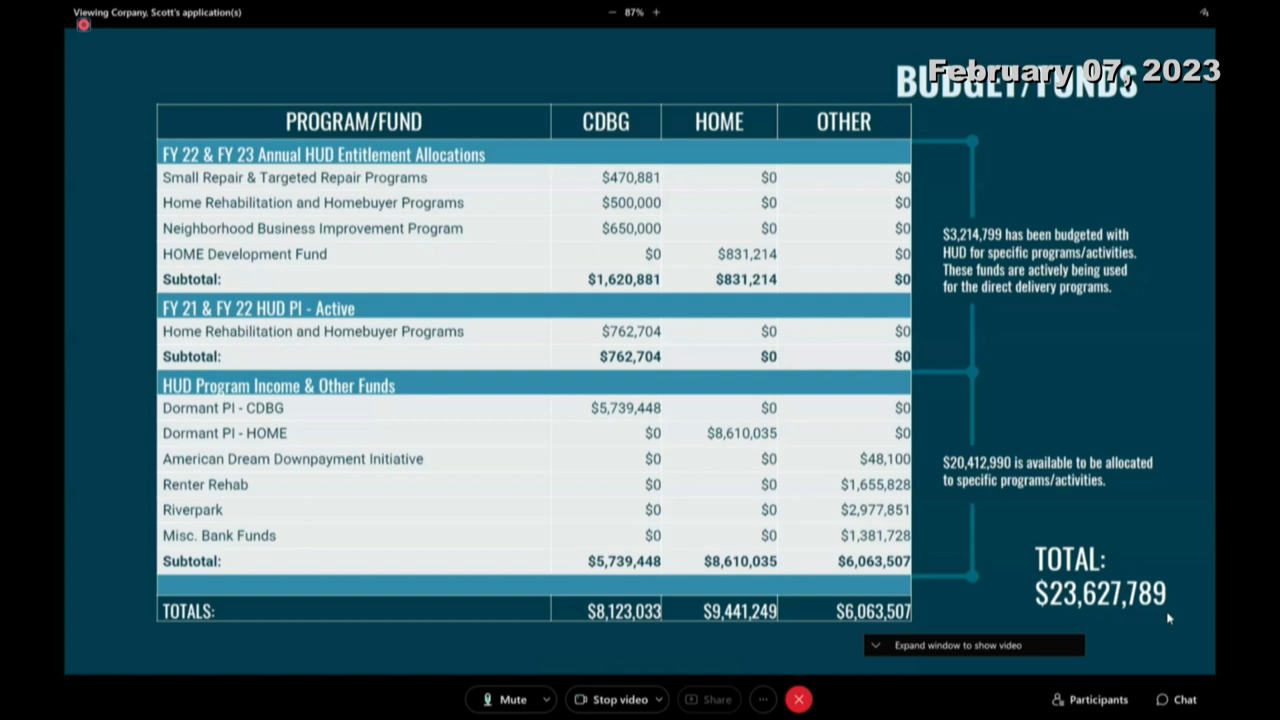 Viewing Corpany, Scott's application(s)
− 87% +
February 07, 2023
BUDGET/FUNDS
PROGRAM/FUND CDBG HOME OTHER
FY 22 & FY 23 Annual HUD Entitlement Allocations
Small Repair & Targeted Repair Programs $470,881 $0 $0
Home Rehabilitation and Homebuyer Programs $500,000 $0 $0
Neighborhood Business Improvement Program $650,000 $0 $0
HOME Development Fund $0 $831,214 $0
Subtotal: $1,620,881 $831,214 $0
FY 21 & FY 22 HUD PI - Active
Home Rehabilitation and Homebuyer Programs $762,704 $0 $0
Subtotal: $762,704 $0 $0
HUD Program Income & Other Funds
Dormant PI - CDBG $5,739,448 $0 $0
Dormant PI - HOME $0 $8,610,035 $0
American Dream Downpayment Initiative $0 $0 $48,100
Renter Rehab $0 $0 $1,655,828
Riverpark $0 $0 $2,977,851
Misc. Bank Funds $0 $0 $1,381,728
Subtotal: $5,739,448 $8,610,035 $6,063,507
TOTALS: $8,123,033 $9,441,249 $6,063,507
$3,214,799 has been budgeted with
HUD for specific programs/activities.
These funds are actively being used
for the direct delivery programs.
$20,412,990 is available to be allocated
to specific programs/activities.
TOTAL:
$23,627,789
Expand window to show video
Mute Stop video Share ... Participants Chat